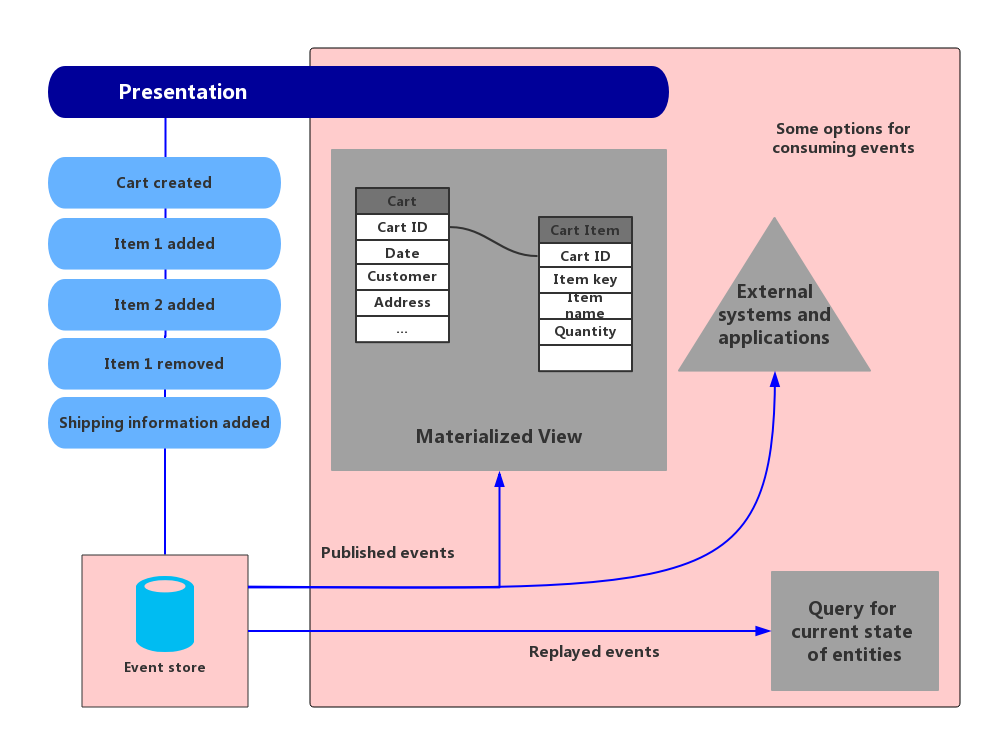 Presentation
Some options for
consuming events
Cart created
Item 1 added
Item 2 added
Item 1 removed
Shipping information added
Cart
Cart ID
Date
Customer
Address
...
Cart Item
Cart ID
Item key
Item
name
Quantity
External
systems and
applications
Materialized View
Published events
Event store
Replayed events
Query for
current state
of entities